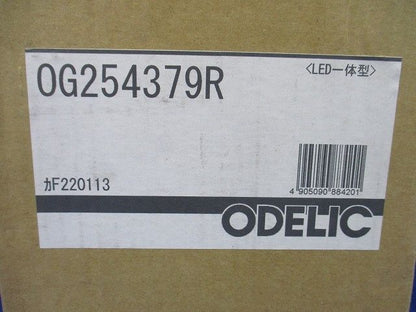 OG254379R
〈LED一体型〉
ｶF220113
4 905090 884201
ODELIC